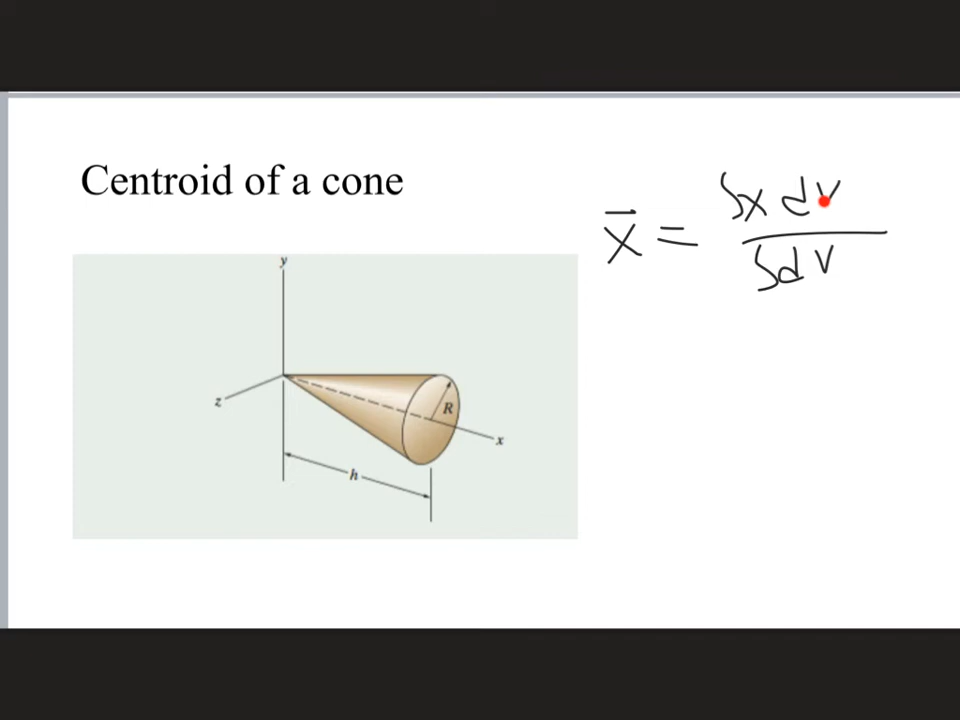 Centroid of a cone
x̄ = ∫x dV
∫dV
y
z
R
x
h